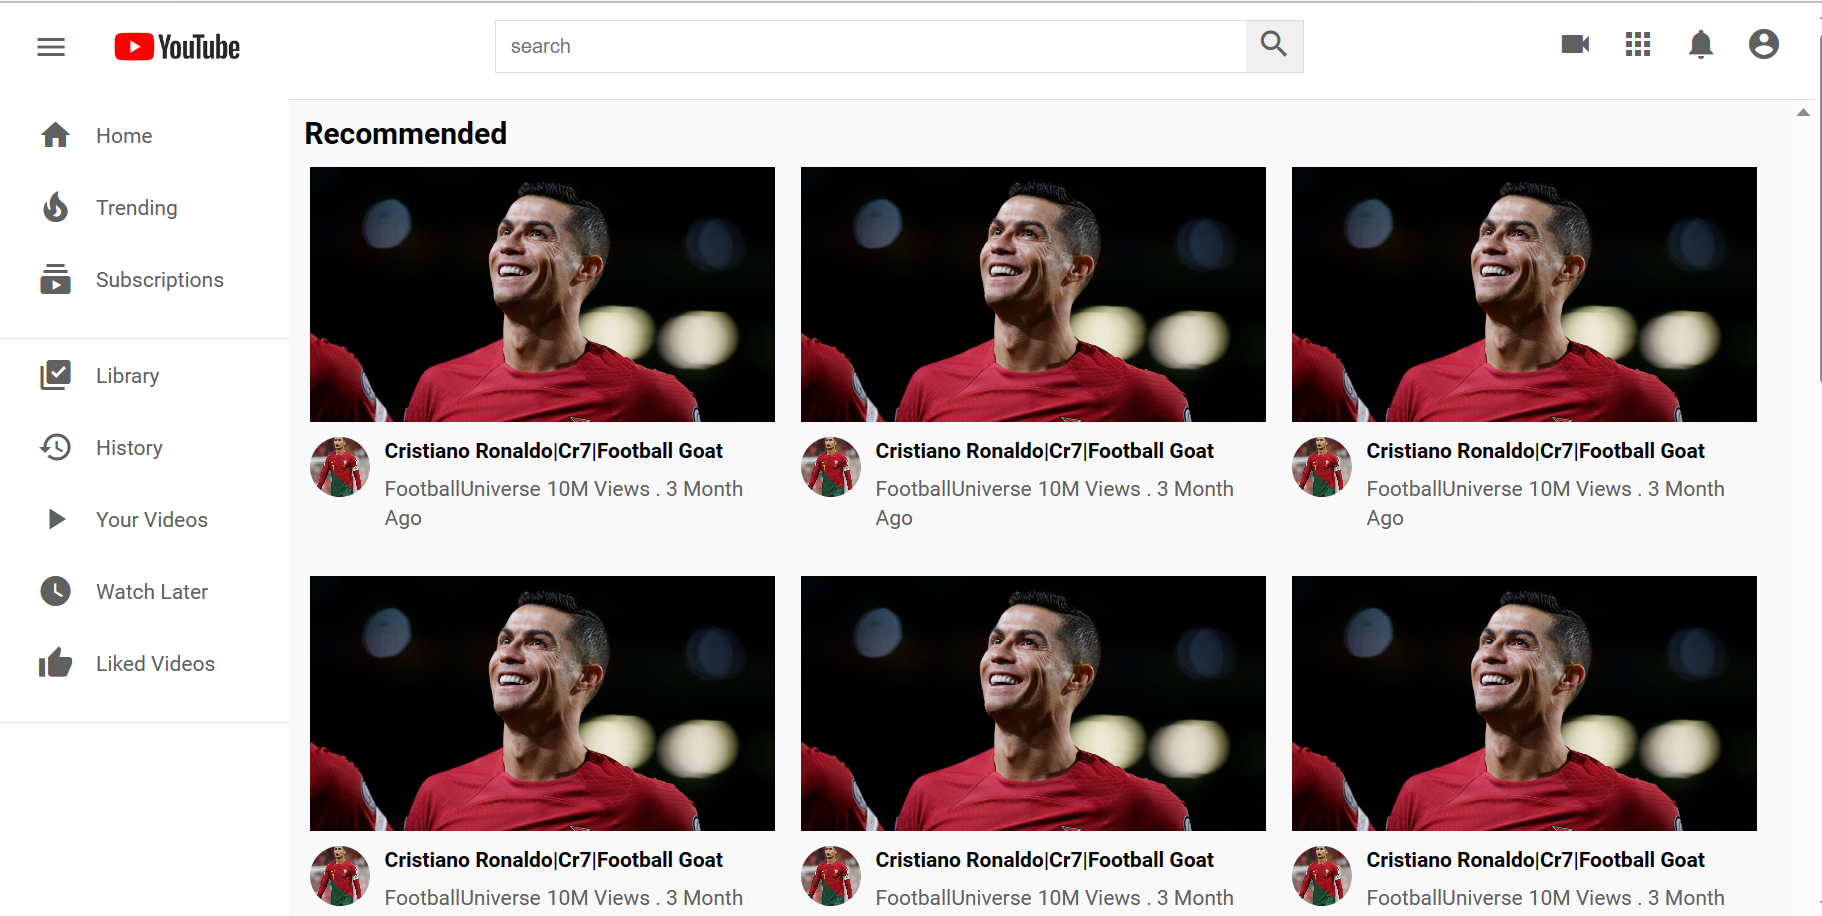 YouTube
search
Home
Trending
Subscriptions
Library
History
Your Videos
Watch Later
Liked Videos
Recommended
Cristiano Ronaldo|Cr7|Football Goat
FootballUniverse 10M Views . 3 Month
Ago
Cristiano Ronaldo|Cr7|Football Goat
FootballUniverse 10M Views . 3 Month
Ago
Cristiano Ronaldo|Cr7|Football Goat
FootballUniverse 10M Views . 3 Month
Ago
Cristiano Ronaldo|Cr7|Football Goat
FootballUniverse 10M Views . 3 Month
Cristiano Ronaldo|Cr7|Football Goat
FootballUniverse 10M Views . 3 Month
Cristiano Ronaldo|Cr7|Football Goat
FootballUniverse 10M Views . 3 Month